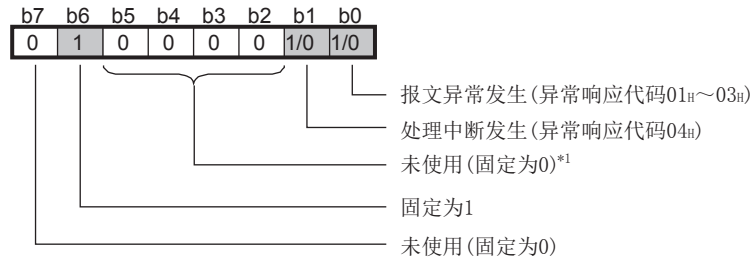 b7 b6 b5 b4 b3 b2 b1 b0
0 1 0 0 0 0 1/0 1/0
报文异常发生(异常响应代码01H～03H)
处理中断发生(异常响应代码04H)
未使用(固定为0)*1
固定为1
未使用(固定为0)